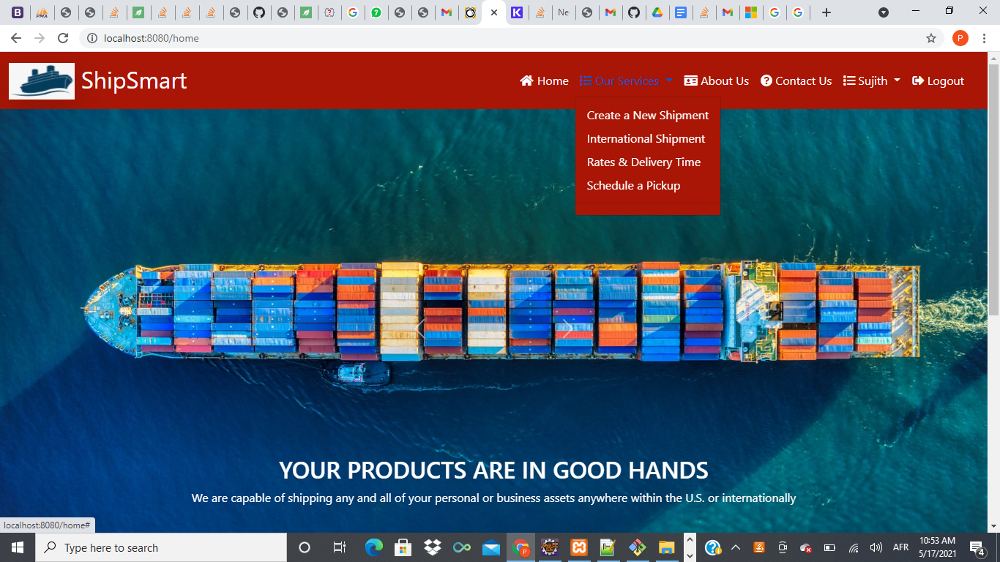 Ne
localhost:8080/home
P
ShipSmart
Home
Our Services
About Us
Contact Us
Sujith
Logout
Create a New Shipment
International Shipment
Rates & Delivery Time
Schedule a Pickup
YOUR PRODUCTS ARE IN GOOD HANDS
We are capable of shipping any and all of your personal or business assets anywhere within the U.S. or internationally
localhost:8080/home#
Type here to search
AFR
10:53 AM
5/17/2021
4